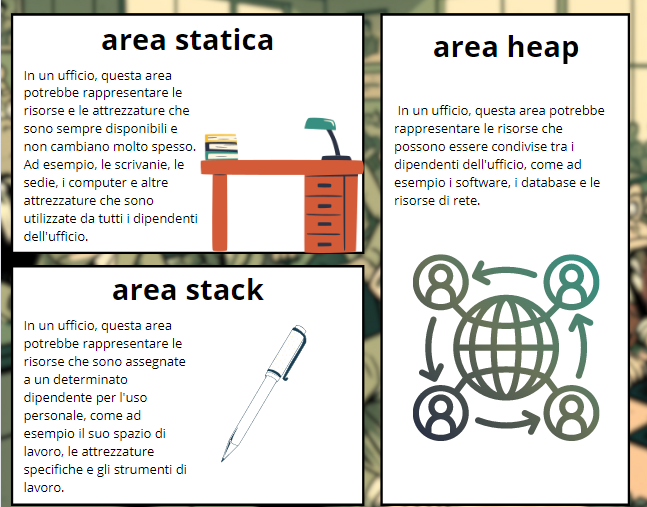 area statica
In un ufficio, questa area
potrebbe rappresentare le
risorse e le attrezzature che
sono sempre disponibili e
non cambiano molto spesso.
Ad esempio, le scrivanie, le
sedie, i computer e altre
attrezzature che sono
utilizzate da tutti i dipendenti
dell'ufficio.
area stack
In un ufficio, questa area
potrebbe rappresentare le
risorse che sono assegnate
a un determinato
dipendente per l'uso
personale, come ad
esempio il suo spazio di
lavoro, le attrezzature
specifiche e gli strumenti di
lavoro.
area heap
In un ufficio, questa area potrebbe
rappresentare le risorse che
possono essere condivise tra i
dipendenti dell'ufficio, come ad
esempio i software, i database e le
risorse di rete.